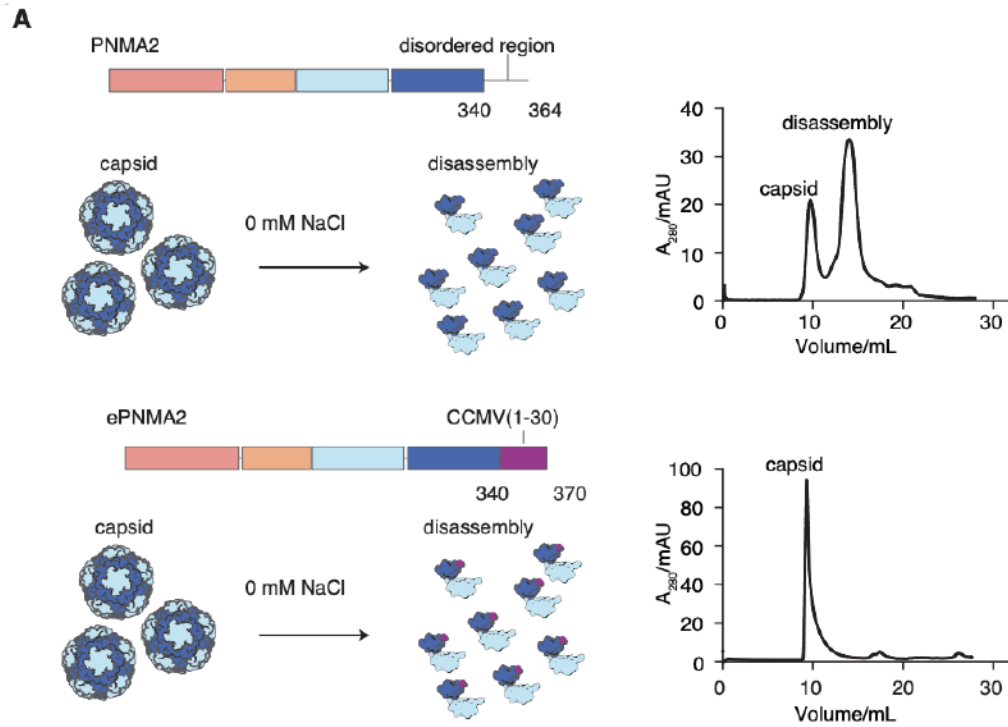 A
PNMA2
disordered region
340
364
capsid
disassembly
0 mM NaCl
40
30
20
10
0
A280/mAU
capsid
disassembly
0
10
20
30
Volume/mL
ePNMA2
CCMV(1-30)
340
370
capsid
disassembly
0 mM NaCl
100
80
60
40
20
0
A280/mAU
capsid
0
10
20
30
Volume/mL